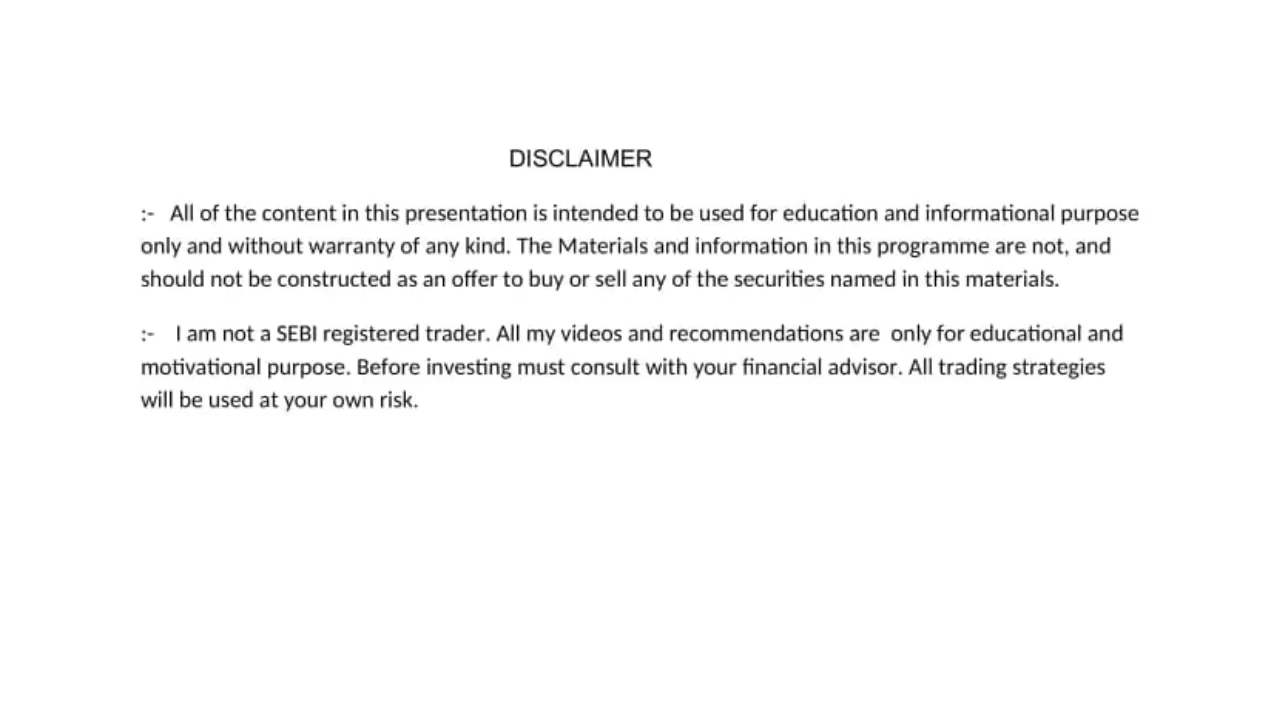 DISCLAIMER
:- All of the content in this presentation is intended to be used for education and informational purpose
only and without warranty of any kind. The Materials and information in this programme are not, and
should not be constructed as an offer to buy or sell any of the securities named in this materials.
:- I am not a SEBI registered trader. All my videos and recommendations are only for educational and
motivational purpose. Before investing must consult with your financial advisor. All trading strategies
will be used at your own risk.